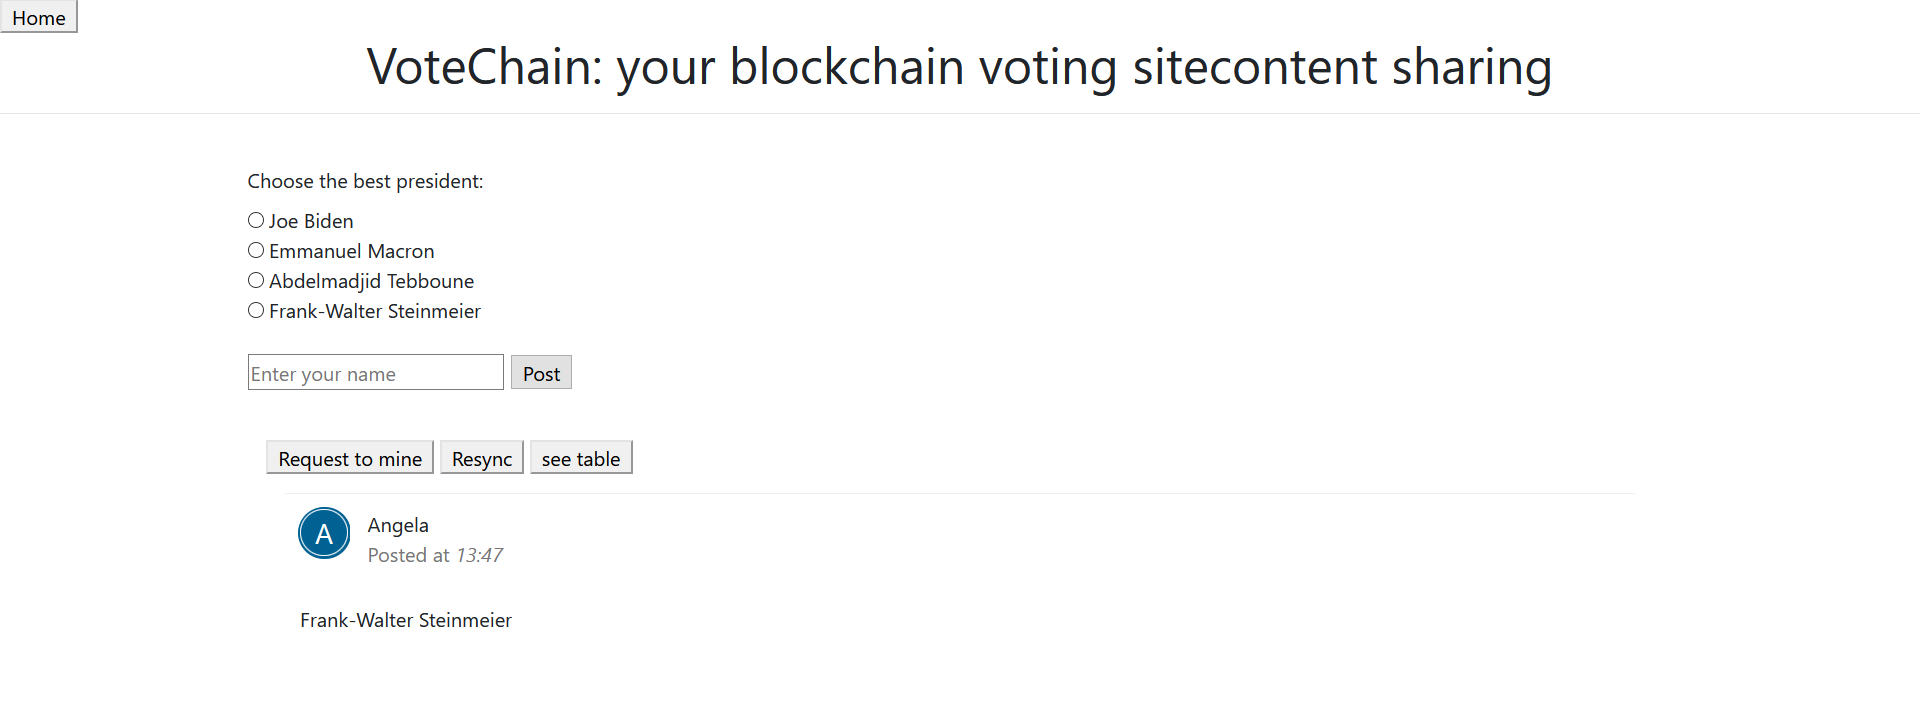 Home
VoteChain: your blockchain voting sitecontent sharing
Choose the best president:
Joe Biden
Emmanuel Macron
Abdelmadjid Tebboune
Frank-Walter Steinmeier
Enter your name Post
Request to mine Resync see table
A Angela
Posted at 13:47
Frank-Walter Steinmeier